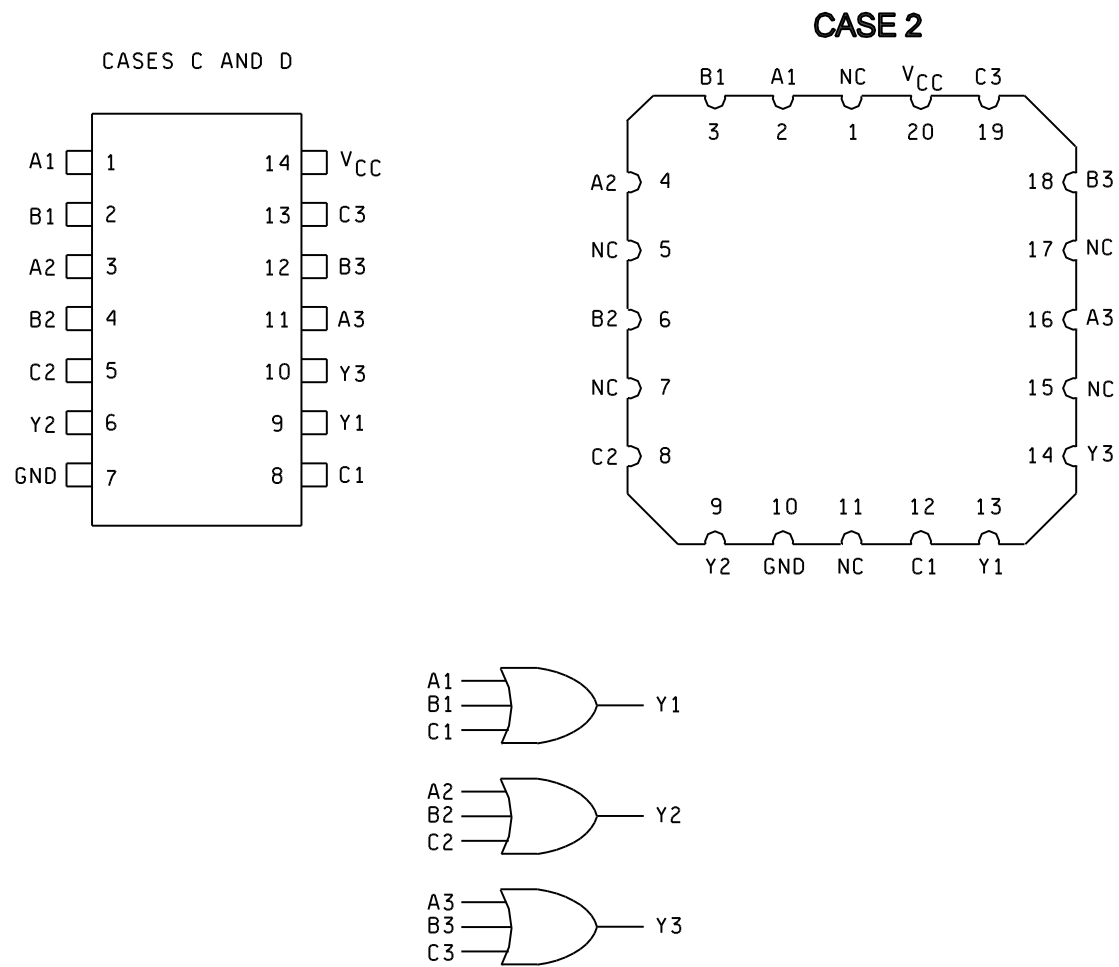 CASES C AND D
A1 1 14 VCC
B1 2 13 C3
A2 3 12 B3
B2 4 11 A3
C2 5 10 Y3
Y2 6 9 Y1
GND 7 8 C1
CASE 2
B1 A1 NC VCC C3
3 2 1 20 19
A2 4 18 B3
NC 5 17 NC
B2 6 16 A3
NC 7 15 NC
C2 8 14 Y3
9 10 11 12 13
Y2 GND NC C1 Y1
A1
B1 Y1
C1
A2
B2 Y2
C2
A3
B3 Y3
C3